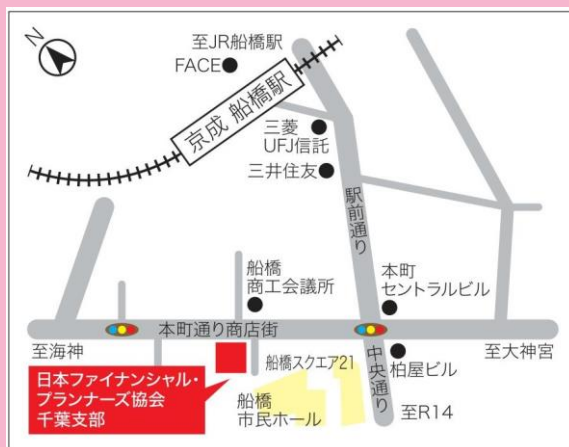 N
至JR船橋駅
FACE
京成 船橋駅
三菱
UFJ信託
三井住友
駅前通り
船橋
商工会議所
本町
セントラルビル
本町通り商店街
至海神
至大神宮
船橋スクエア21
中央通り
柏屋ビル
日本ファイナンシャル・
プランナーズ協会
千葉支部
船橋
市民ホール
至R14